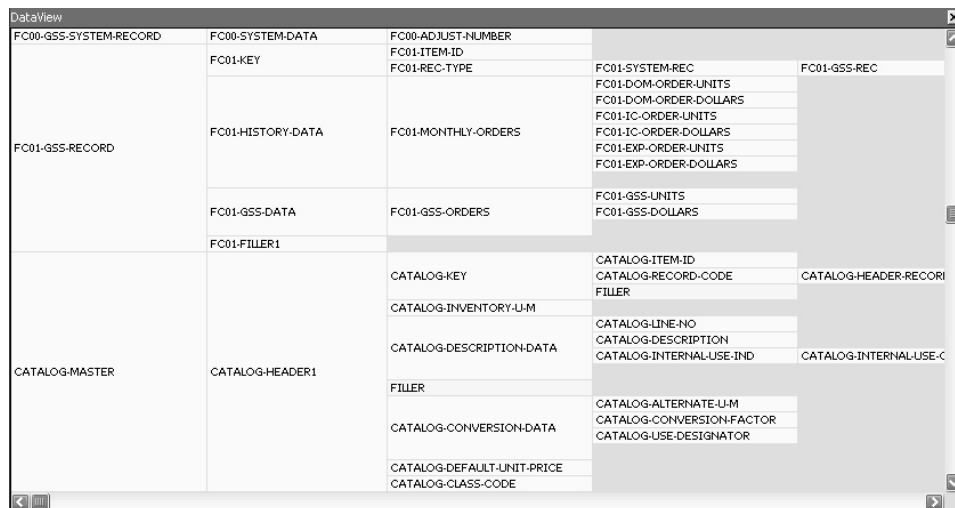 DataView
FC00-GSS-SYSTEM-RECORD FC00-SYSTEM-DATA FC00-ADJUST-NUMBER
FC01-GSS-RECORD
FC01-KEY
FC01-ITEM-ID
FC01-REC-TYPE FC01-SYSTEM-REC FC01-GSS-REC
FC01-HISTORY-DATA
FC01-MONTHLY-ORDERS
FC01-DOM-ORDER-UNITS
FC01-DOM-ORDER-DOLLARS
FC01-IC-ORDER-UNITS
FC01-IC-ORDER-DOLLARS
FC01-EXP-ORDER-UNITS
FC01-EXP-ORDER-DOLLARS
FC01-GSS-DATA
FC01-GSS-ORDERS
FC01-GSS-UNITS
FC01-GSS-DOLLARS
FC01-FILLER1
CATALOG-MASTER
CATALOG-HEADER1
CATALOG-KEY
CATALOG-ITEM-ID
CATALOG-RECORD-CODE CATALOG-HEADER-RECOR
FILLER
CATALOG-INVENTORY-U-M
CATALOG-DESCRIPTION-DATA
CATALOG-LINE-NO
CATALOG-DESCRIPTION
CATALOG-INTERNAL-USE-IND CATALOG-INTERNAL-USE-
FILLER
CATALOG-CONVERSION-DATA
CATALOG-ALTERNATE-U-M
CATALOG-CONVERSION-FACTOR
CATALOG-USE-DESIGNATOR
CATALOG-DEFAULT-UNIT-PRICE
CATALOG-CLASS-CODE